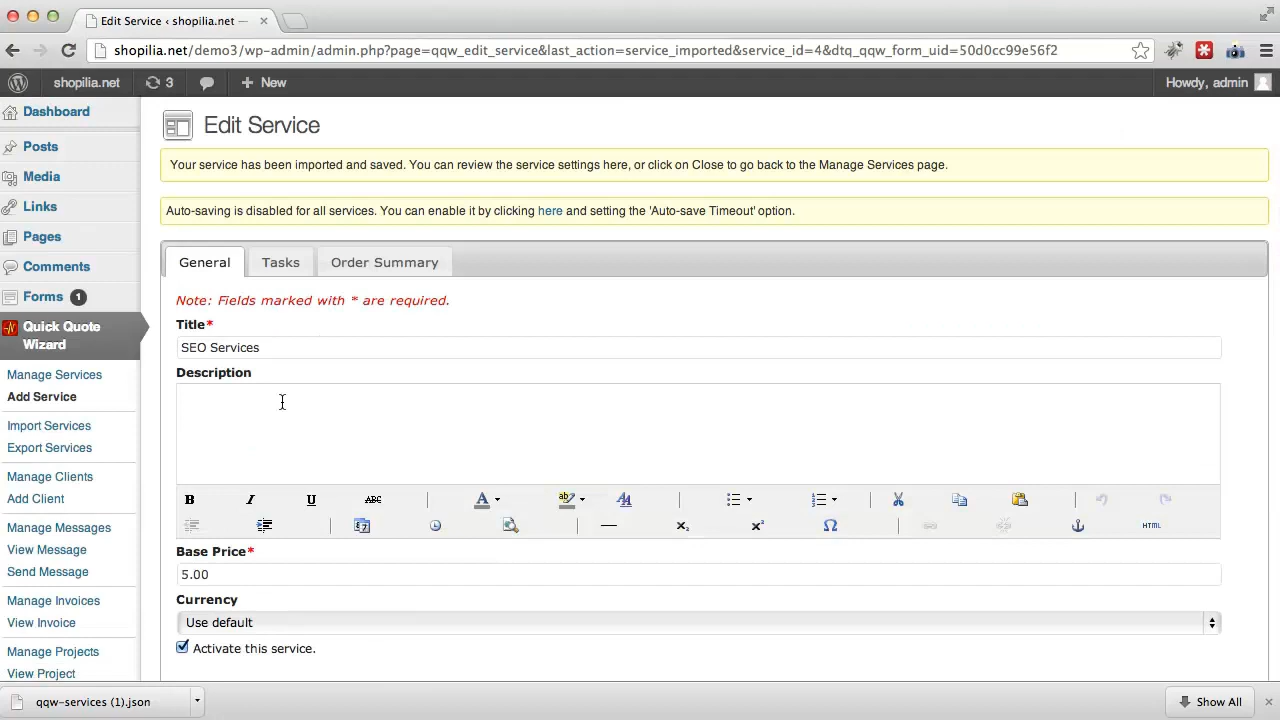 Edit Service ‹ shopilia.net —
shopilia.net/demo3/wp-admin/admin.php?page=qqw_edit_service&last_action=service_imported&service_id=4&dtq_qqw_form_uid=50d0cc99e56f2
shopilia.net 3 + New Howdy, admin
Dashboard
Posts
Media
Links
Pages
Comments
Forms 1
Quick Quote
Wizard
Manage Services
Add Service
Import Services
Export Services
Manage Clients
Add Client
Manage Messages
View Message
Send Message
Manage Invoices
View Invoice
Manage Projects
View Project
Edit Service
Your service has been imported and saved. You can review the service settings here, or click on Close to go back to the Manage Services page.
Auto-saving is disabled for all services. You can enable it by clicking here and setting the 'Auto-save Timeout' option.
General Tasks Order Summary
Note: Fields marked with * are required.
Title*
SEO Services
Description
B I U ABC A ab
x₂ x² Ω HTML
Base Price*
5.00
Currency
Use default
Activate this service.
qqw-services (1).json Show All